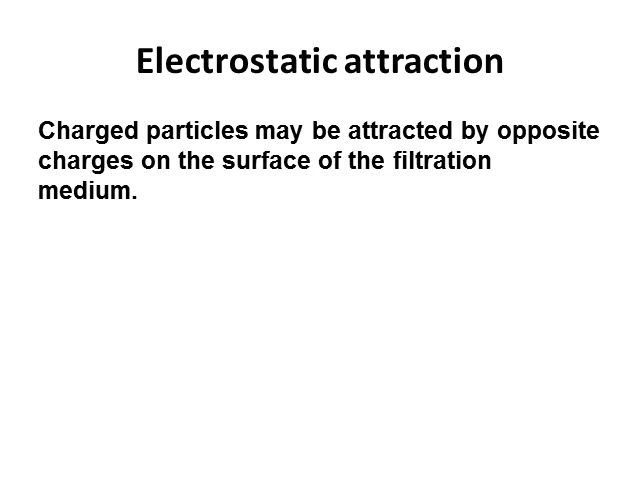 Electrostatic attraction
Charged particles may be attracted by opposite
charges on the surface of the filtration
medium.